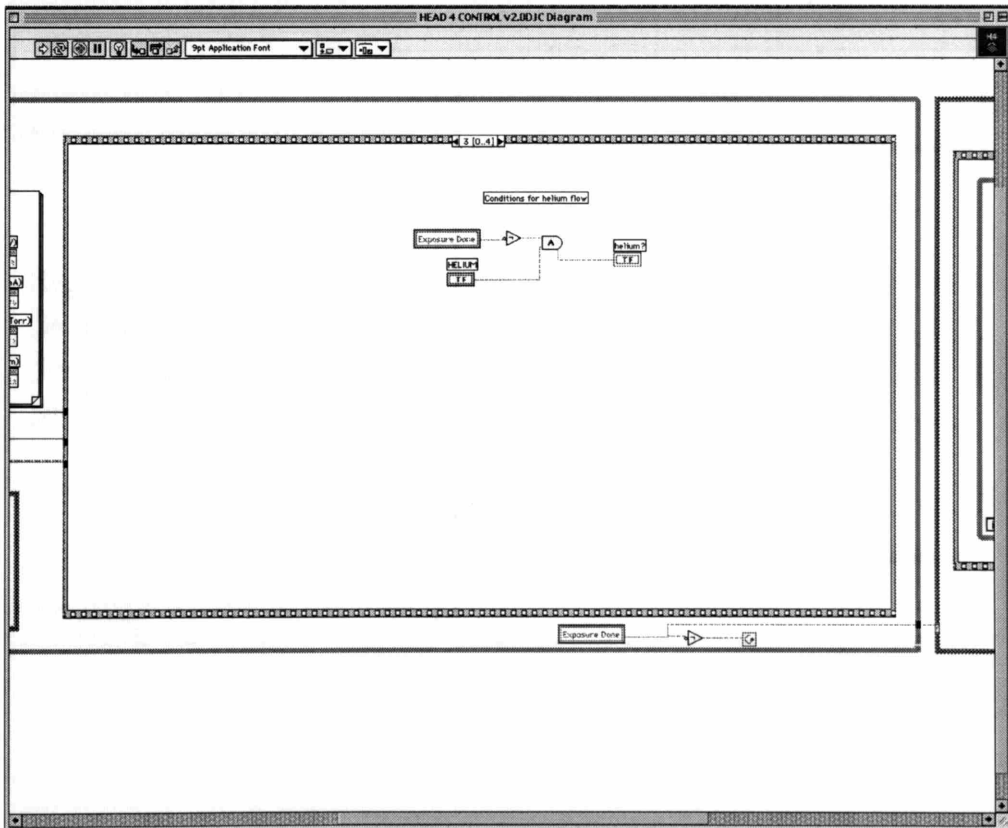 HEAD 4 CONTROL v2.0DJC Diagram
9pt Application Font
3 [0..4]
Conditions for helium flow
Exposure Done
helium?
TF
HELIUM
TF
Torr)
Exposure Done